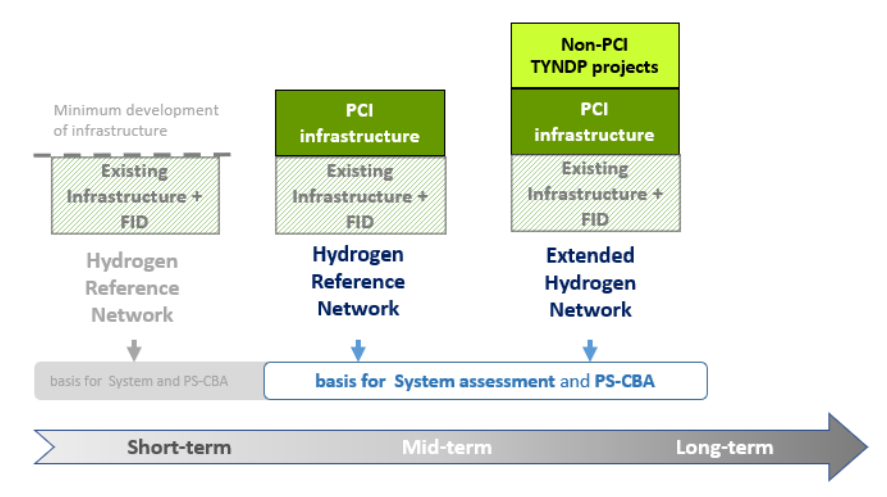 Non-PCI
TYNDP projects
Minimum development
of infrastructure
PCI
infrastructure
PCI
infrastructure
Existing
Infrastructure +
FID
Existing
Infrastructure +
FID
Existing
Infrastructure +
FID
Hydrogen
Reference
Network
Hydrogen
Reference
Network
Extended
Hydrogen
Network
basis for System and PS-CBA
basis for System assessment and PS-CBA
Short-term
Mid-term
Long-term